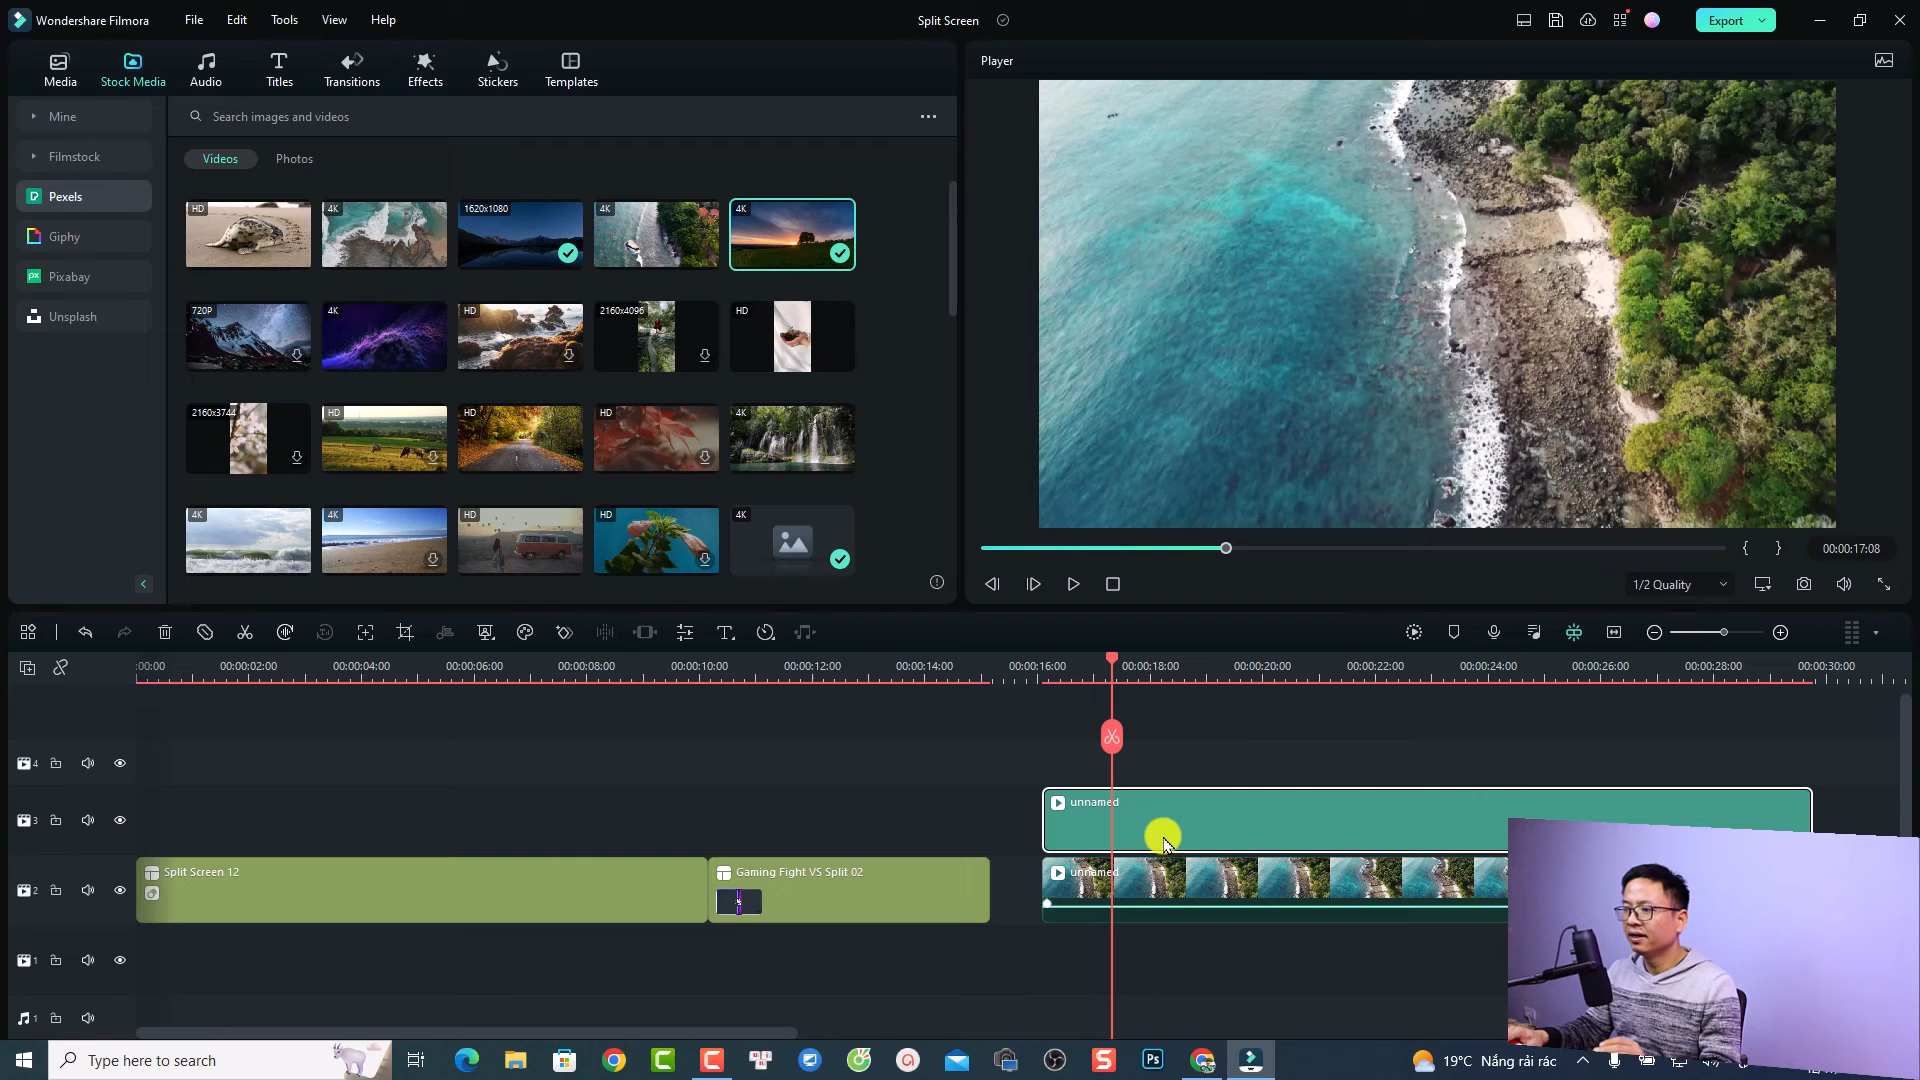 Wondershare Filmora
File
Edit
Tools
View
Help
Split Screen
Export
Media
Stock Media
Audio
Titles
Transitions
Effects
Stickers
Templates
Player
Mine
Filmstock
Pexels
Giphy
Pixabay
Unsplash
Search images and videos
Videos
Photos
HD
4K
1620x1080
4K
4K
720P
4K
HD
2160x4096
HD
2160x3744
HD
HD
HD
4K
4K
4K
HD
HD
4K
{ }
00:00:17:08
1/2 Quality
:00:00
00:00:02:00
00:00:04:00
00:00:06:00
00:00:08:00
00:00:10:00
00:00:12:00
00:00:14:00
00:00:16:00
00:00:18:00
00:00:20:00
00:00:22:00
00:00:24:00
00:00:26:00
00:00:28:00
00:00:30:00
4
3
unnamed
2
Split Screen 12
Gaming Fight VS Split 02
unnamed
1
1
Type here to search
Ps
19°C Nắng rải rác